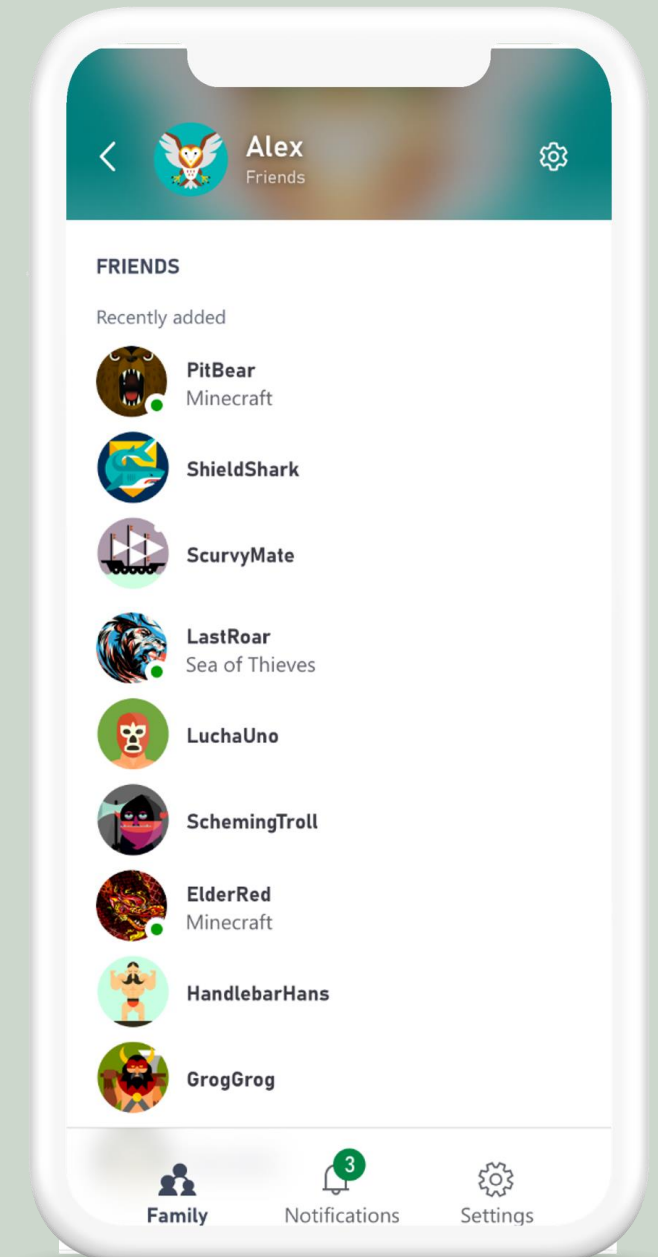 Alex
Friends
FRIENDS
Recently added
PitBear
Minecraft
ShieldShark
ScurvyMate
LastRoar
Sea of Thieves
LuchaUno
SchemingTroll
ElderRed
Minecraft
HandlebarHans
GrogGrog
3
Family
Notifications
Settings